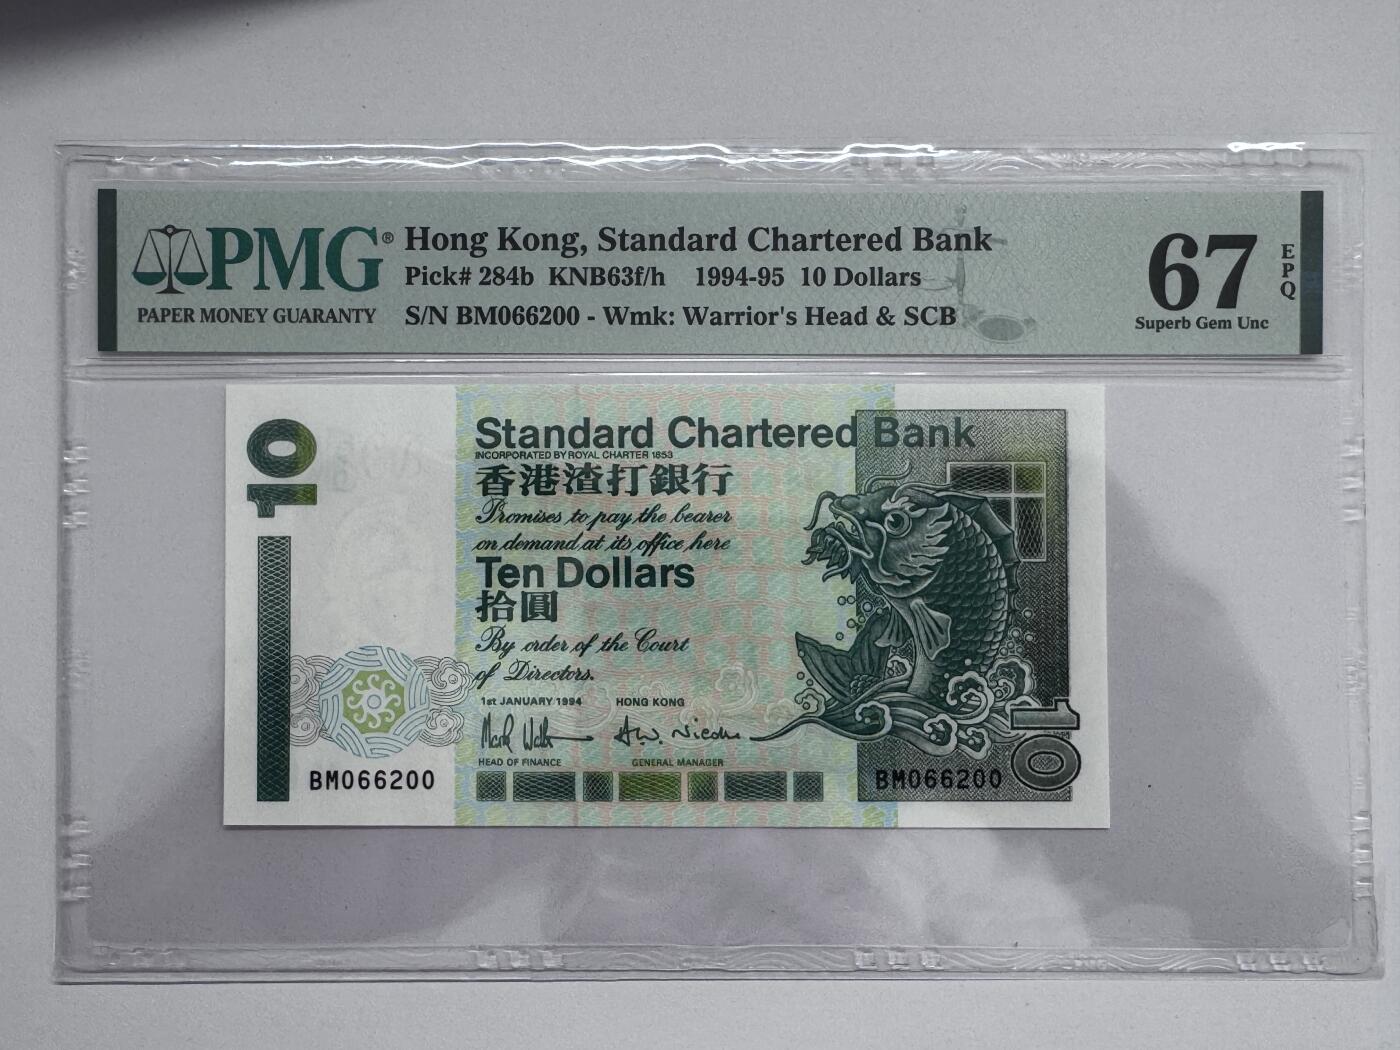 PMG®
PAPER MONEY GUARANTY
Hong Kong, Standard Chartered Bank
Pick# 284b KNB63f/h 1994-95 10 Dollars
S/N BM066200 - Wmk: Warrior's Head & SCB
67
EPQ
Superb Gem Unc
10
Standard Chartered Bank
INCORPORATED BY ROYAL CHARTER 1853
香港渣打銀行
Promises to pay the bearer
on demand at its office here
Ten Dollars
拾圓
By order of the Court
of Directors.
1st JANUARY 1994 HONG KONG
HEAD OF FINANCE GENERAL MANAGER
BM066200
BM066200
10